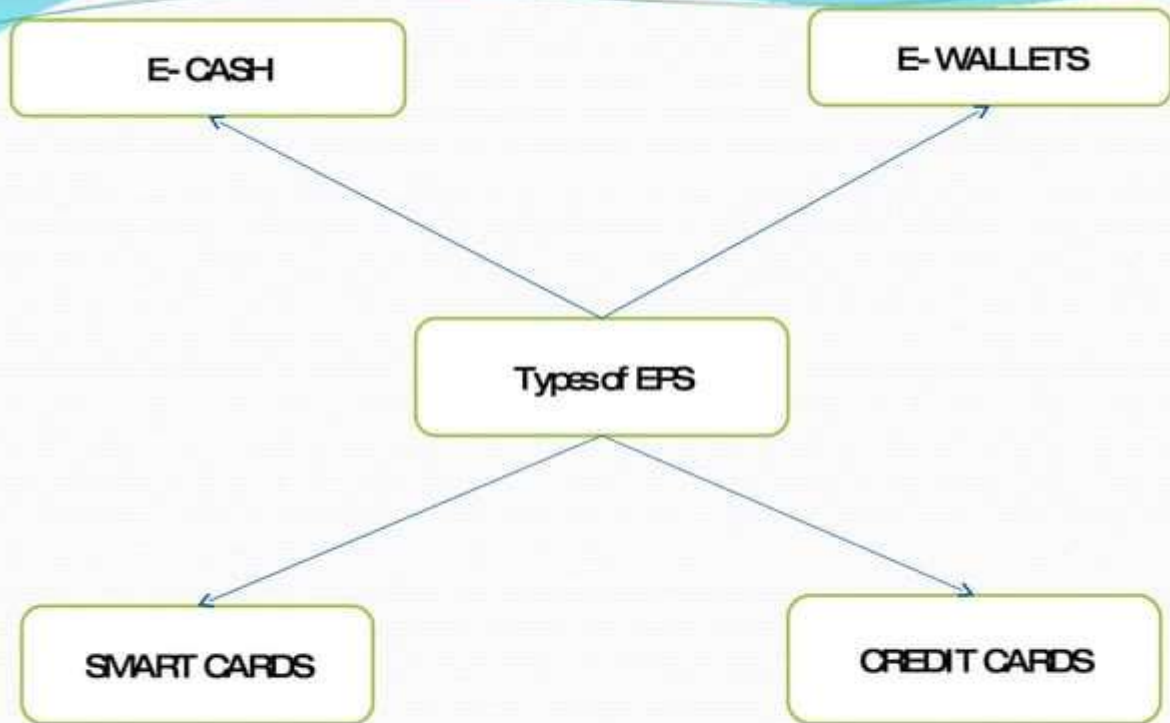 E- CASH
E- WALLETS
Types of EPS
SMART CARDS
CREDIT CARDS